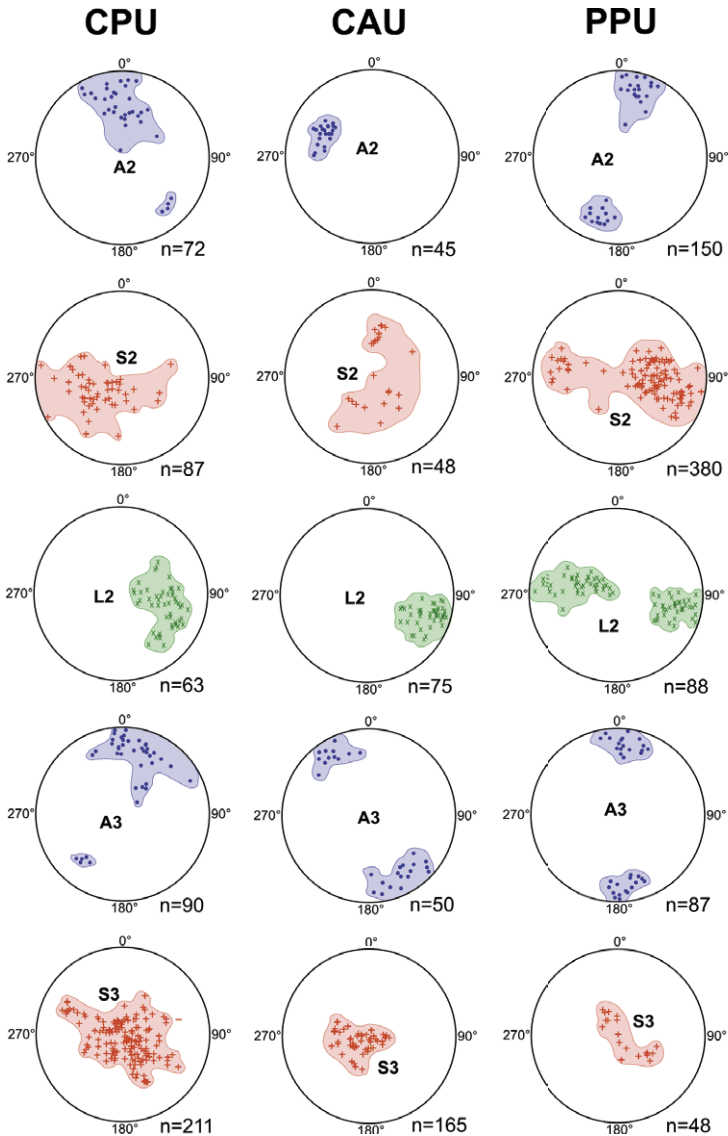 CPU CAU PPU
0° 0° 0°
270° A2 90° 270° A2 90° 270° A2 90°
180° n=72 180° n=45 180° n=150
0° 0° 0°
270° S2 90° 270° S2 90° 270° S2 90°
180° n=87 180° n=48 180° n=380
0° 0° 0°
270° L2 90° 270° L2 90° 270° L2 90°
180° n=63 180° n=75 180° n=88
0° 0° 0°
270° A3 90° 270° A3 90° 270° A3 90°
180° n=90 180° n=50 180° n=87
0° 0° 0°
270° S3 90° 270° S3 90° 270° S3 90°
180° n=211 180° n=165 180° n=48